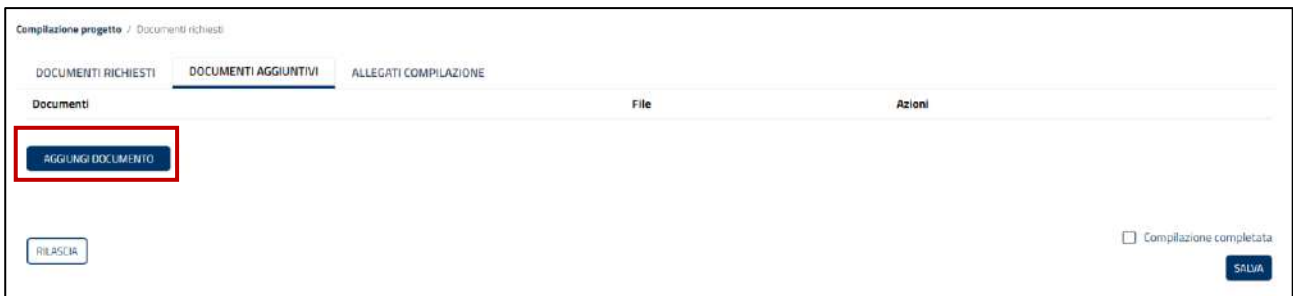 Compilazione progetto / Documenti richiesti
DOCUMENTI RICHIESTI DOCUMENTI AGGIUNTIVI ALLEGATI COMPILAZIONE
Documenti File Azioni
AGGIUNGI DOCUMENTO
Compilazione completata
RILASCIA
SALVA